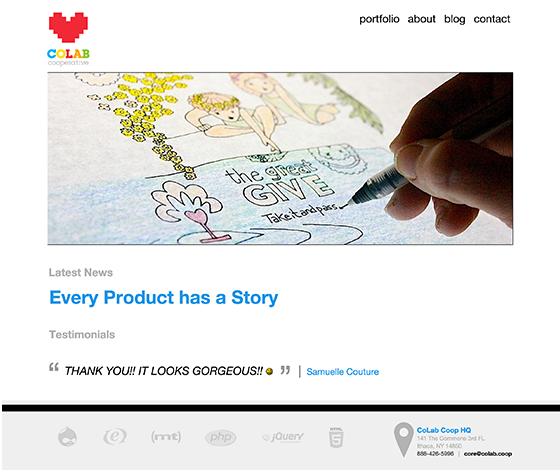 portfolio about blog contact
COLAB
cooperative
the great
GIVE
Take it and pass
Latest News
Every Product has a Story
Testimonials
“ THANK YOU!! IT LOOKS GORGEOUS!! ” | Samuelle Couture
(mt)
php
jQuery
HTML
5
CoLab Coop HQ
141 The Commons 3rd FL
Ithaca, NY 14850
888-426-5996 | core@colab.coop